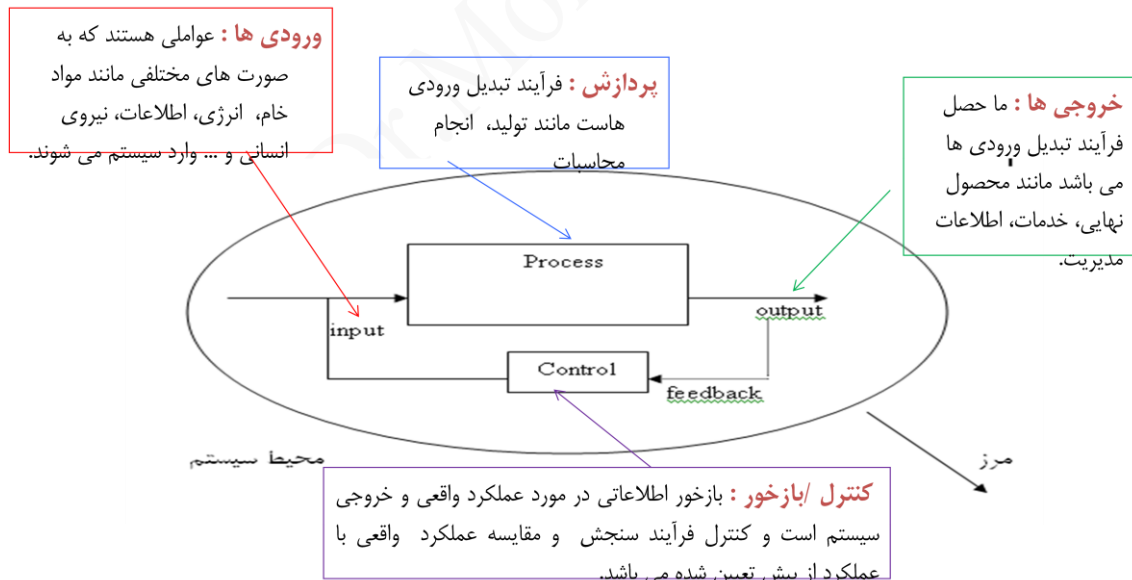 ورودی ها : عواملی هستند که به
صورت های مختلفی مانند مواد
خام، انرژی، اطلاعات، نیروی
انسانی و ... وارد سیستم می شوند.
پردازش : فرآیند تبدیل ورودی
هاست مانند تولید، انجام
محاسبات
خروجی ها : ما حصل
فرآیند تبدیل ورودی ها
می باشد مانند محصول
نهایی، خدمات، اطلاعات
مدیریت.
Process
input
output
Control
feedback
محیط سیستم
مرز
کنترل /بازخور : بازخور اطلاعاتی در مورد عملکرد واقعی و خروجی
سیستم است و کنترل فرآیند سنجش و مقایسه عملکرد واقعی با
عملکرد از پیش تعیین شده می باشد.